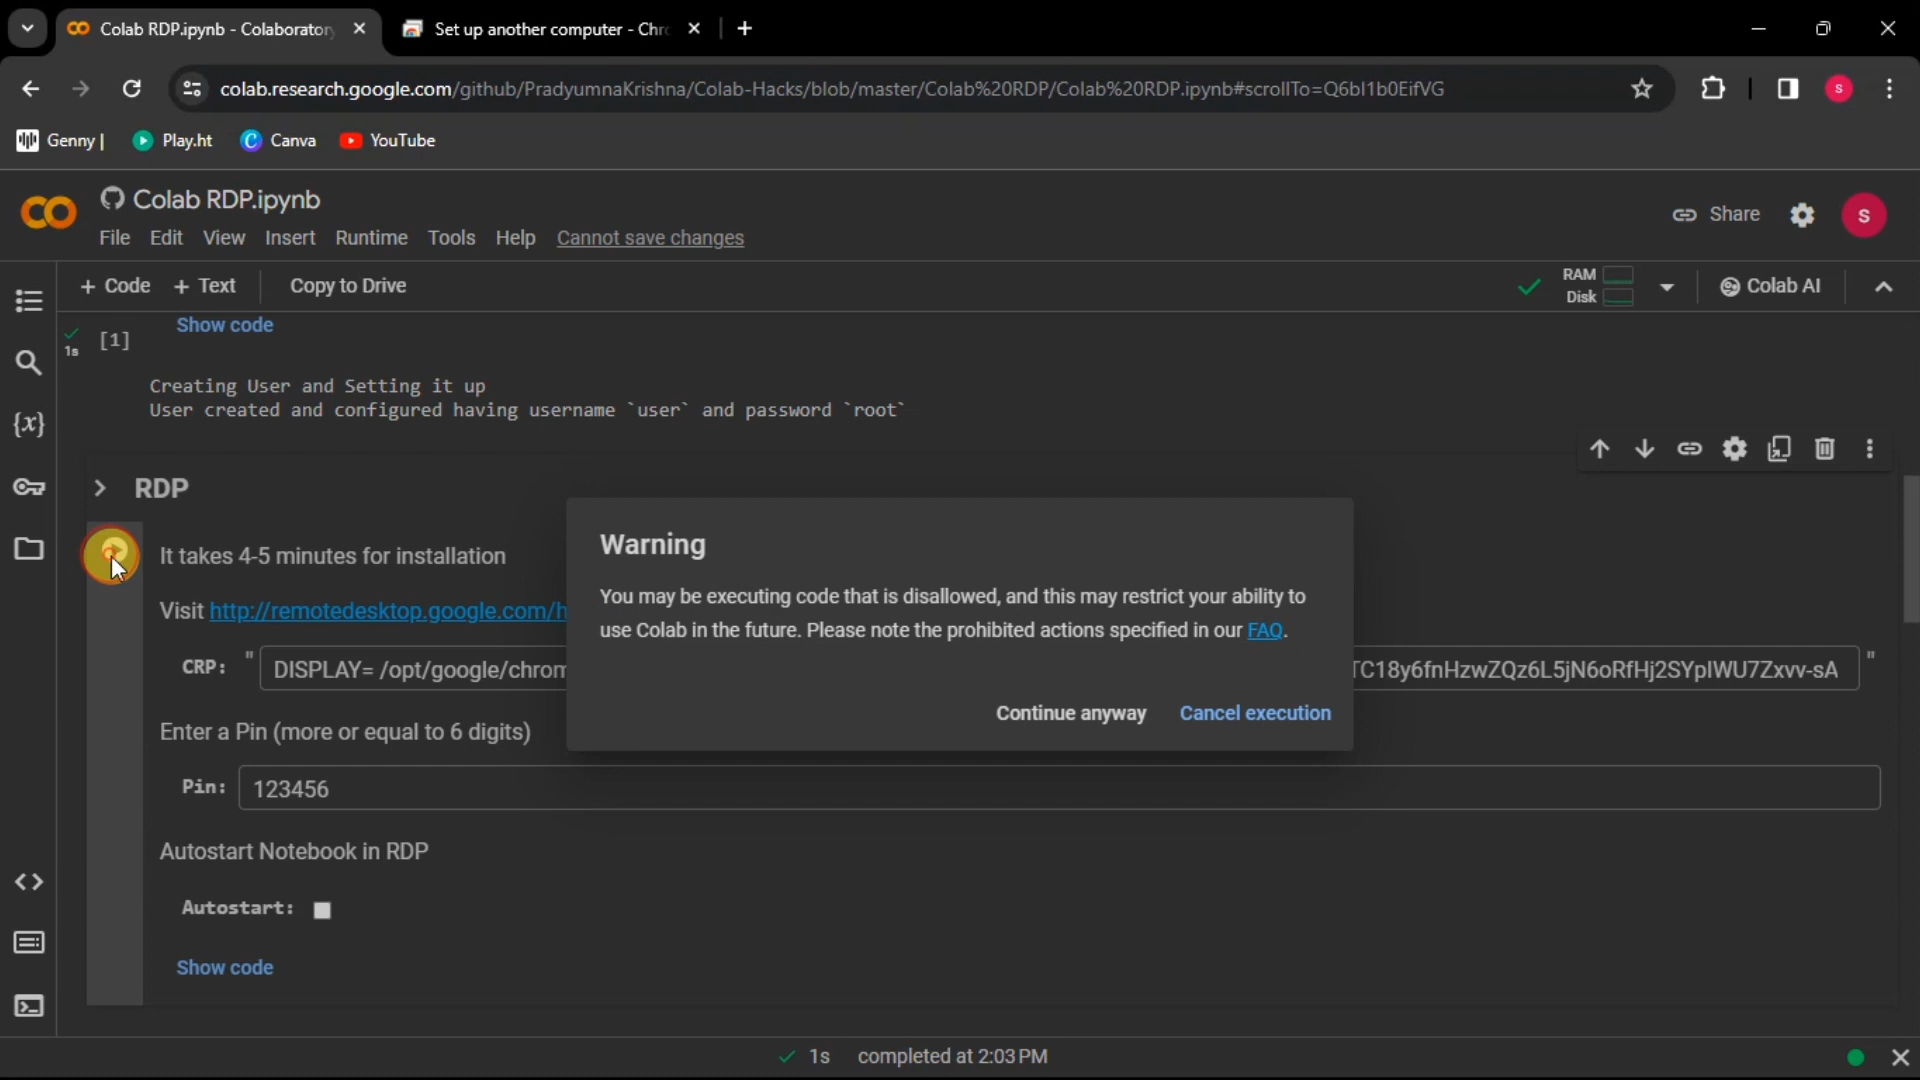 Colab RDP.ipynb - Colaborator
Set up another computer - Chr
colab.research.google.com/github/PradyumnaKrishna/Colab-Hacks/blob/master/Colab%20RDP/Colab%20RDP.ipynb#scrollTo=Q6bl1b0EifVG
S
Genny |
Play.ht
Canva
YouTube
Colab RDP.ipynb
File Edit View Insert Runtime Tools Help Cannot save changes
Share
S
+ Code + Text Copy to Drive
RAM
Disk
Colab AI
Show code
1s
[1]
Creating User and Setting it up
User created and configured having username `user` and password `root`
RDP
It takes 4-5 minutes for installation
Visit http://remotedesktop.google.com/h
CRP: " DISPLAY= /opt/google/chrom
TC18y6fnHzwZQz6L5jN6oRfHj2SYpIWU7Zxvv-sA "
Warning
You may be executing code that is disallowed, and this may restrict your ability to
use Colab in the future. Please note the prohibited actions specified in our FAQ.
Continue anyway Cancel execution
Enter a Pin (more or equal to 6 digits)
Pin: 123456
Autostart Notebook in RDP
Autostart:
Show code
1s completed at 2:03 PM